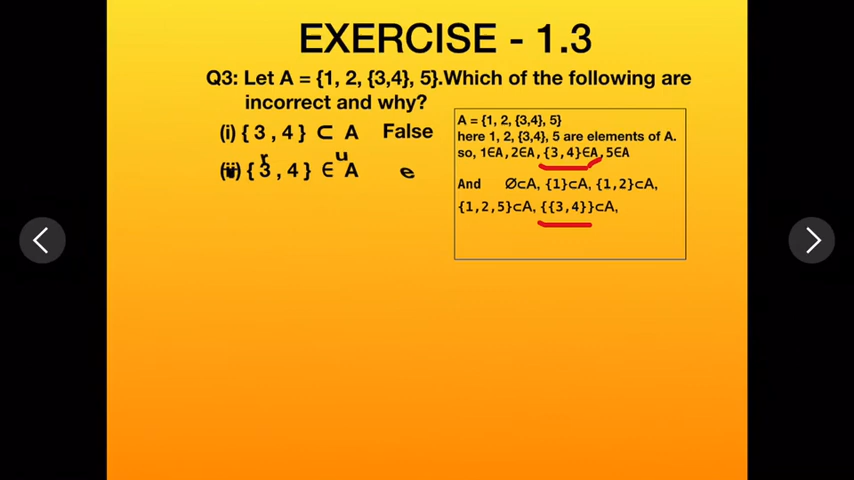 EXERCISE - 1.3
Q3: Let A = {1, 2, {3,4}, 5}.Which of the following are
incorrect and why?
(i) { 3 , 4 } ⊂ A False
{ 3 , 4 } ∈ A
A = {1, 2, {3,4}, 5}
here 1, 2, {3,4}, 5 are elements of A.
so, 1∈A,2∈A,{3,4}∈A,5∈A
And ∅⊂A, {1}⊂A, {1,2}⊂A,
{1,2,5}⊂A, {{3,4}}⊂A,